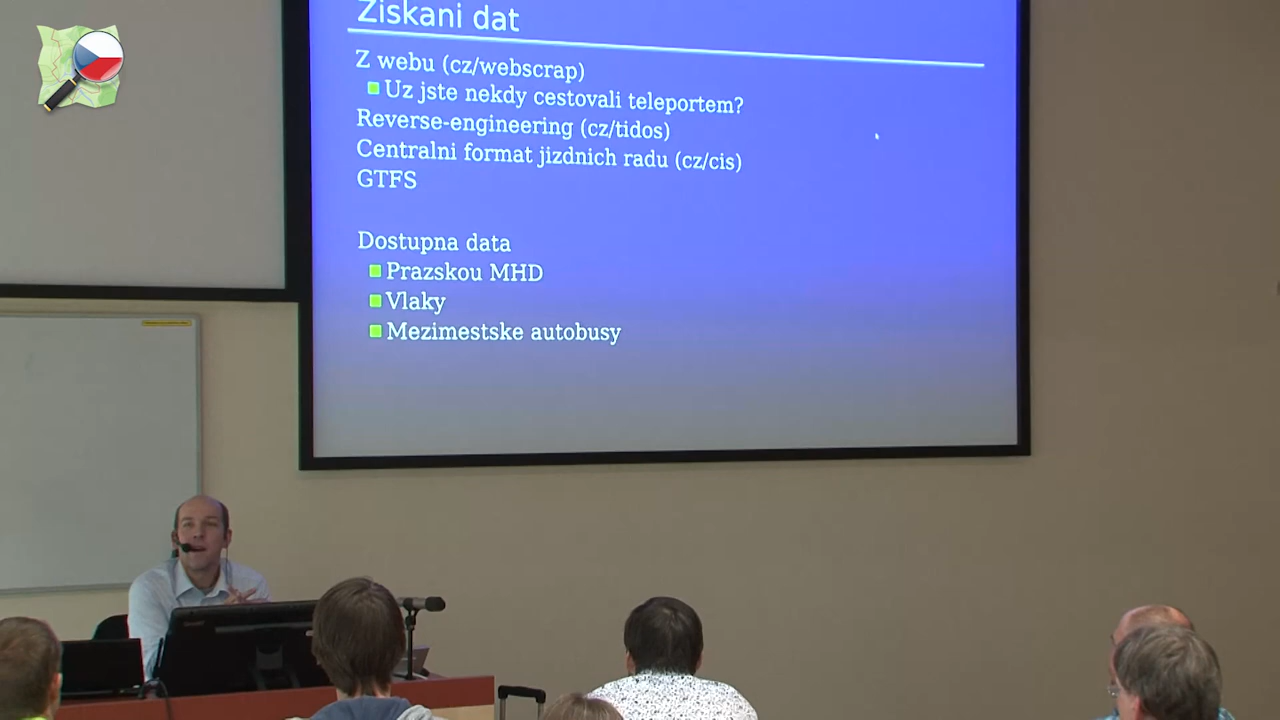 Ziskani dat
Z webu (cz/webscrap)
Uz jste nekdy cestovali teleportem?
Reverse-engineering (cz/tidos)
Centralni format jizdnich radu (cz/cis)
GTFS
Dostupna data
Prazskou MHD
Vlaky
Mezimestske autobusy